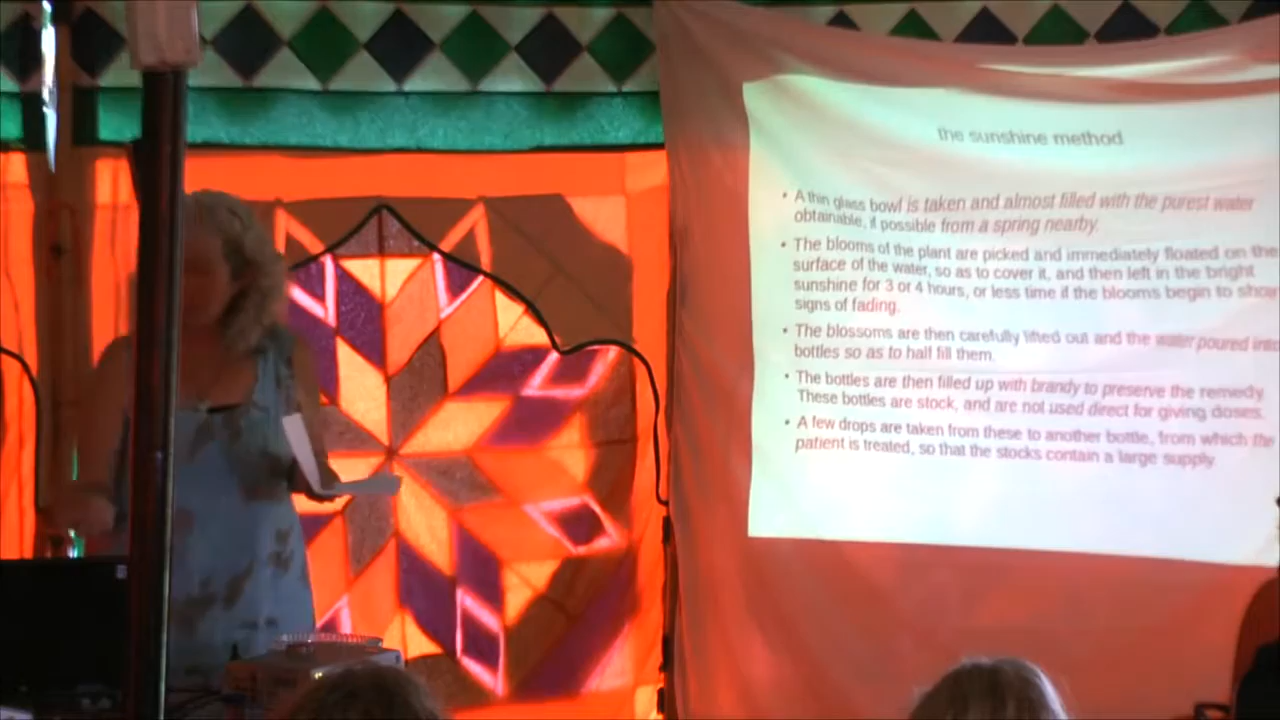 the sunshine method
• A thin glass bowl is taken and almost filled with the purest water
obtainable, if possible from a spring nearby.
• The blooms of the plant are picked and immediately floated on the
surface of the water, so as to cover it, and then left in the bright
sunshine for 3 or 4 hours, or less time if the blooms begin to show
signs of fading.
• The blossoms are then carefully lifted out and the water poured into
bottles so as to half fill them.
• The bottles are then filled up with brandy to preserve the remedy.
These bottles are stock, and are not used direct for giving doses.
• A few drops are taken from these to another bottle, from which the
patient is treated, so that the stocks contain a large supply